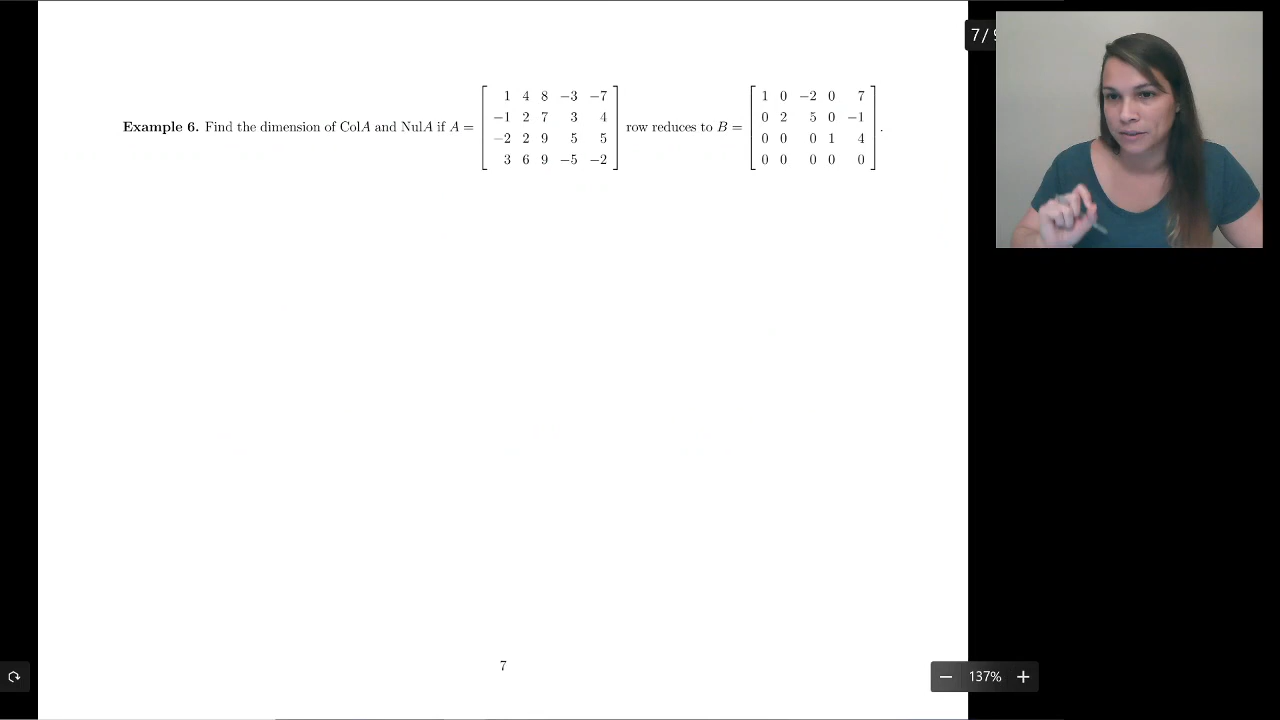 7 / 9
Example 6. Find the dimension of ColA and NulA if A = [1 4 8 −3 −7; −1 2 7 3 4; −2 2 9 5 5; 3 6 9 −5 −2] row reduces to B = [1 0 −2 0 7; 0 2 5 0 −1; 0 0 0 1 4; 0 0 0 0 0].
7
137%